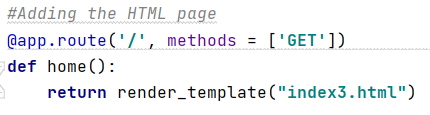 #Adding the HTML page
@app.route('/', methods = ['GET'])
def home():
    return render_template("index3.html")